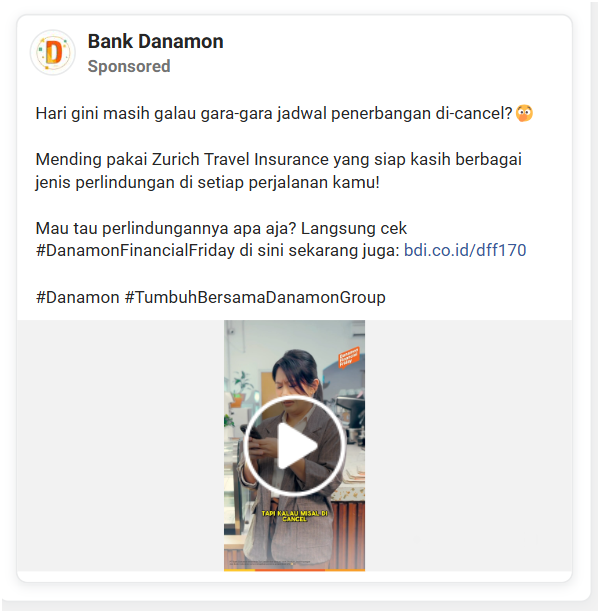 Bank Danamon
Sponsored
Hari gini masih galau gara-gara jadwal penerbangan di-cancel? 🫣
Mending pakai Zurich Travel Insurance yang siap kasih berbagai
jenis perlindungan di setiap perjalanan kamu!
Mau tau perlindungannya apa aja? Langsung cek
#DanamonFinancialFriday di sini sekarang juga: bdi.co.id/dff170
#Danamon #TumbuhBersamaDanamonGroup
Danamon
Financial
Friday
TAPI KALAU MISAL DI
CANCEL